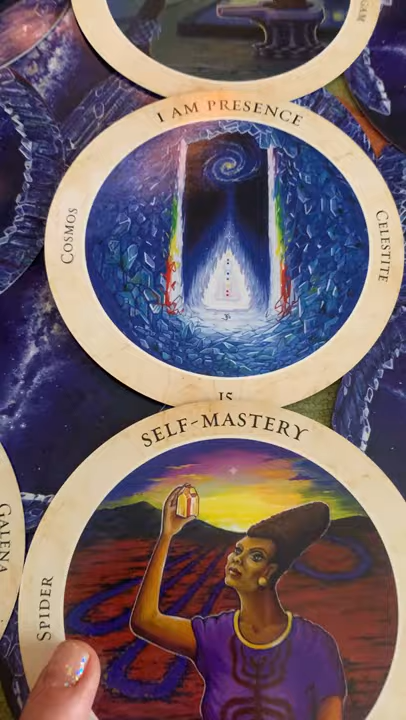 I AM PRESENCE
COSMOS
CELESTITE
IS
SELF-MASTERY
SPIDER
GALENA